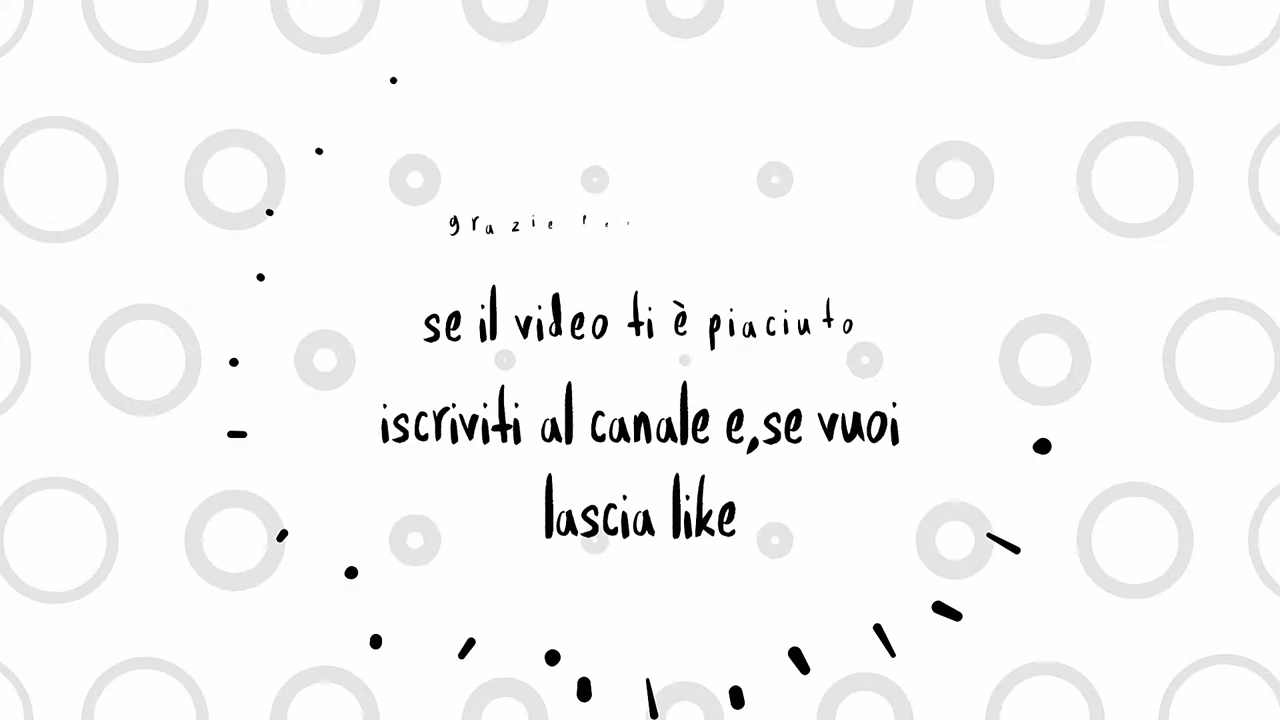 grazie
se il video ti è piaciuto
iscriviti al canale e,se vuoi
lascia like